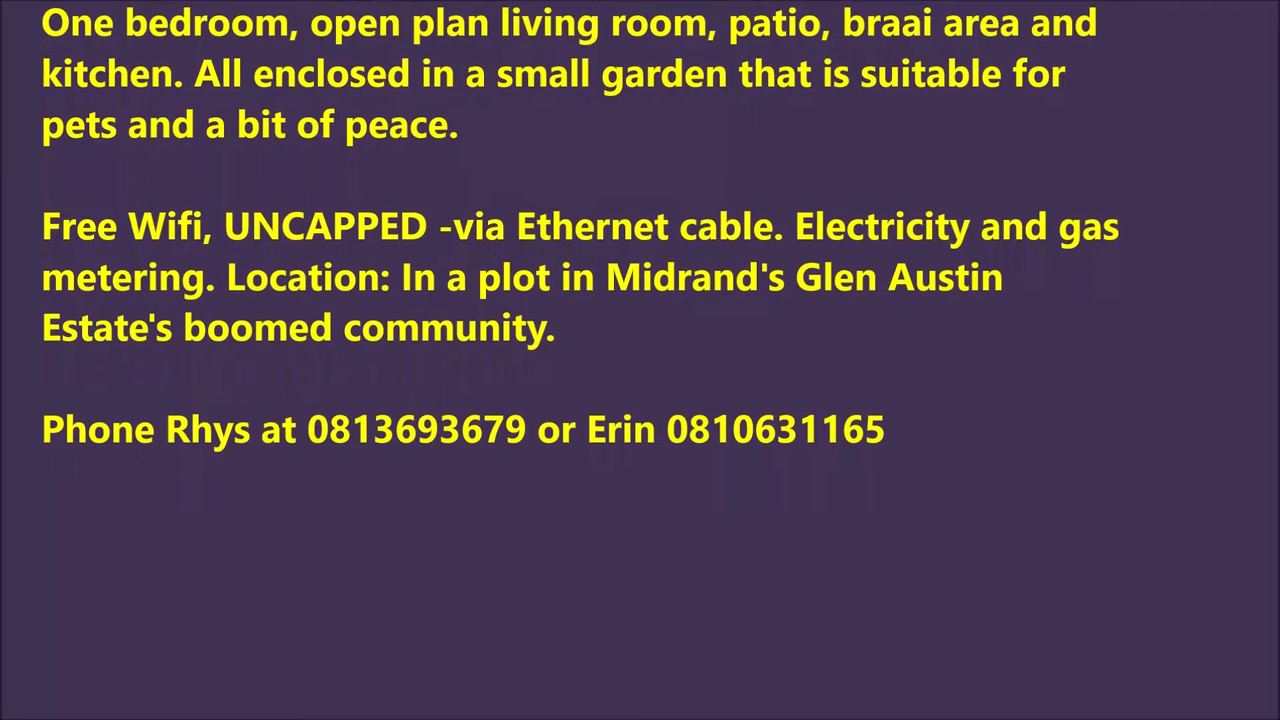 One bedroom, open plan living room, patio, braai area and
kitchen. All enclosed in a small garden that is suitable for
pets and a bit of peace.
Free Wifi, UNCAPPED -via Ethernet cable. Electricity and gas
metering. Location: In a plot in Midrand's Glen Austin
Estate's boomed community.
Phone Rhys at 0813693679 or Erin 0810631165